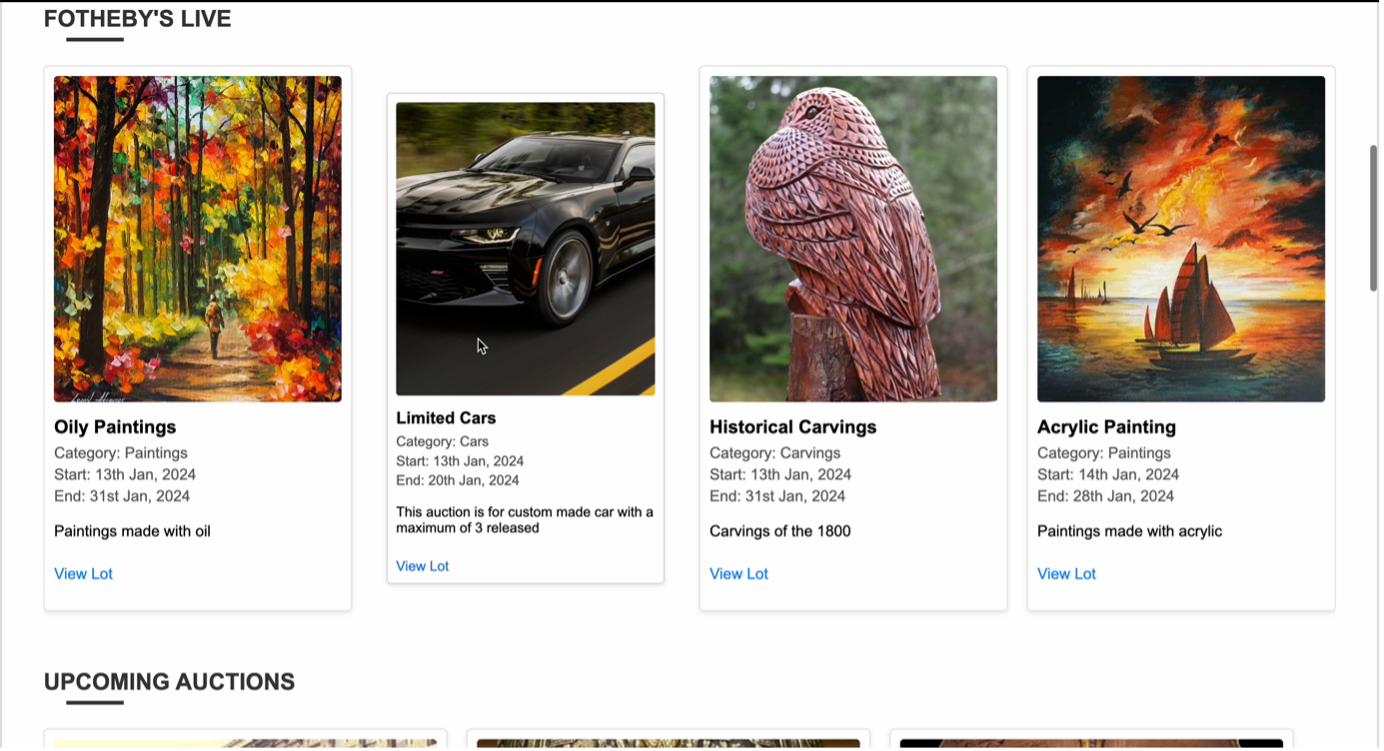 FOTHEBY'S LIVE
Oily Paintings
Category: Paintings
Start: 13th Jan, 2024
End: 31st Jan, 2024
Paintings made with oil
View Lot
Limited Cars
Category: Cars
Start: 13th Jan, 2024
End: 20th Jan, 2024
This auction is for custom made car with a
maximum of 3 released
View Lot
Historical Carvings
Category: Carvings
Start: 13th Jan, 2024
End: 31st Jan, 2024
Carvings of the 1800
View Lot
Acrylic Painting
Category: Paintings
Start: 14th Jan, 2024
End: 28th Jan, 2024
Paintings made with acrylic
View Lot
UPCOMING AUCTIONS